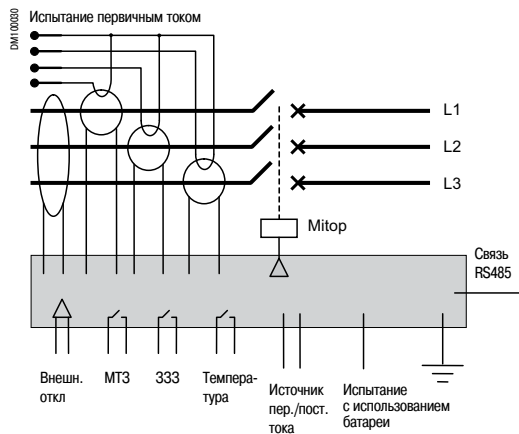 DM100030
Испытание первичным током
L1
L2
L3
Mitop
Связь
RS485
Внешн.
откл
МТЗ
ЗЗЗ
Темпера-
тура
Источник
пер./пост.
тока
Испытание
с использованием
батареи